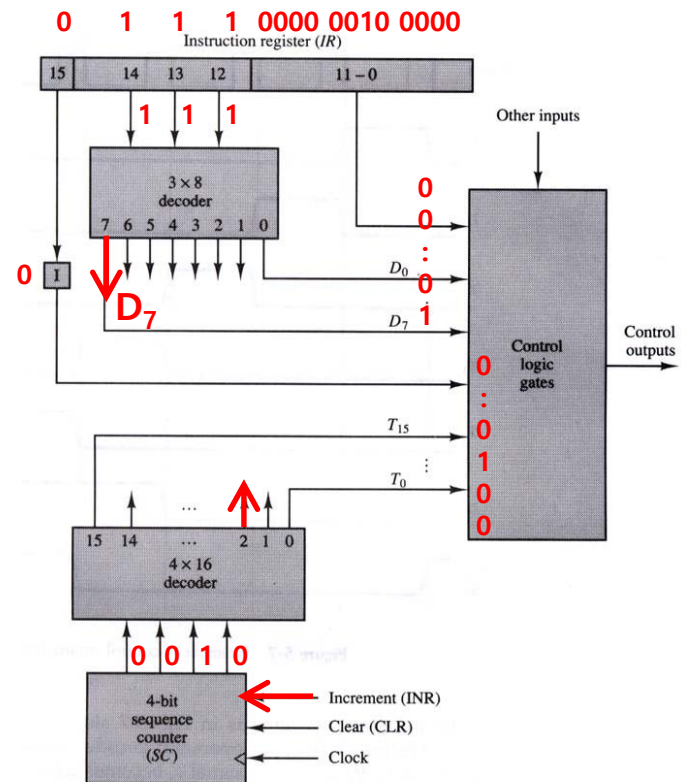 0 1 1 1 0000 0010 0000
Instruction register (IR)
15 14 13 12 11 – 0
1 1 1
Other inputs
3 × 8
decoder
7 6 5 4 3 2 1 0
0
0
:
0
1
D0
D7
0 I
D7
Control
logic
gates
Control
outputs
0
:
0
1
0
0
T15
⋮
T0
...
15 14 ... 2 1 0
4 × 16
decoder
0 0 1 0
4-bit
sequence
counter
(SC)
Increment (INR)
Clear (CLR)
Clock